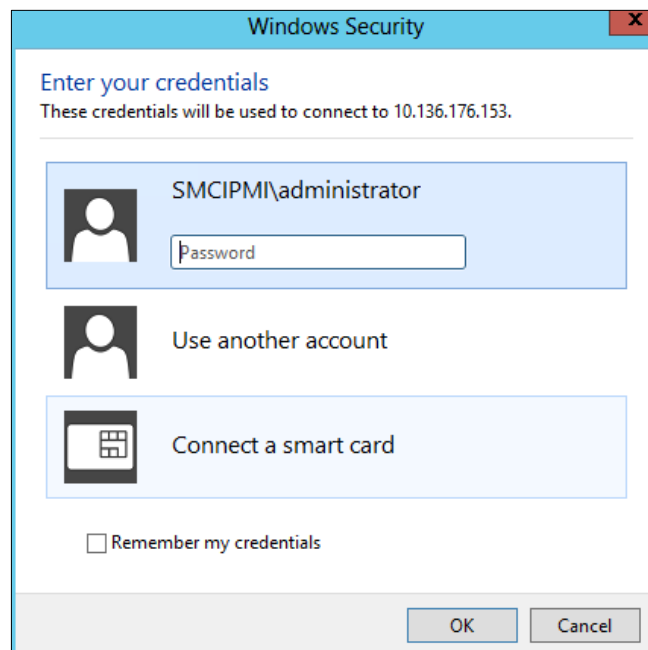 Windows Security
x
Enter your credentials
These credentials will be used to connect to 10.136.176.153.
SMCIPMI\administrator
Password
Use another account
Connect a smart card
Remember my credentials
OK
Cancel